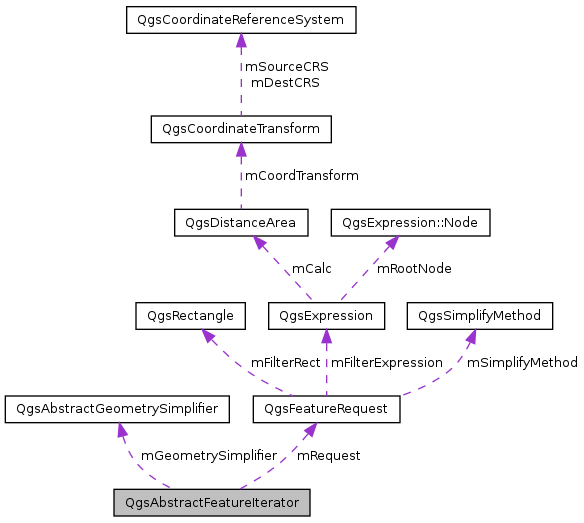 QgsCoordinateReferenceSystem
mSourceCRS
mDestCRS
QgsCoordinateTransform
mCoordTransform
QgsDistanceArea
QgsExpression::Node
mCalc
mRootNode
QgsRectangle
QgsExpression
QgsSimplifyMethod
mFilterRect
mFilterExpression
mSimplifyMethod
QgsAbstractGeometrySimplifier
QgsFeatureRequest
mGeometrySimplifier
mRequest
QgsAbstractFeatureIterator